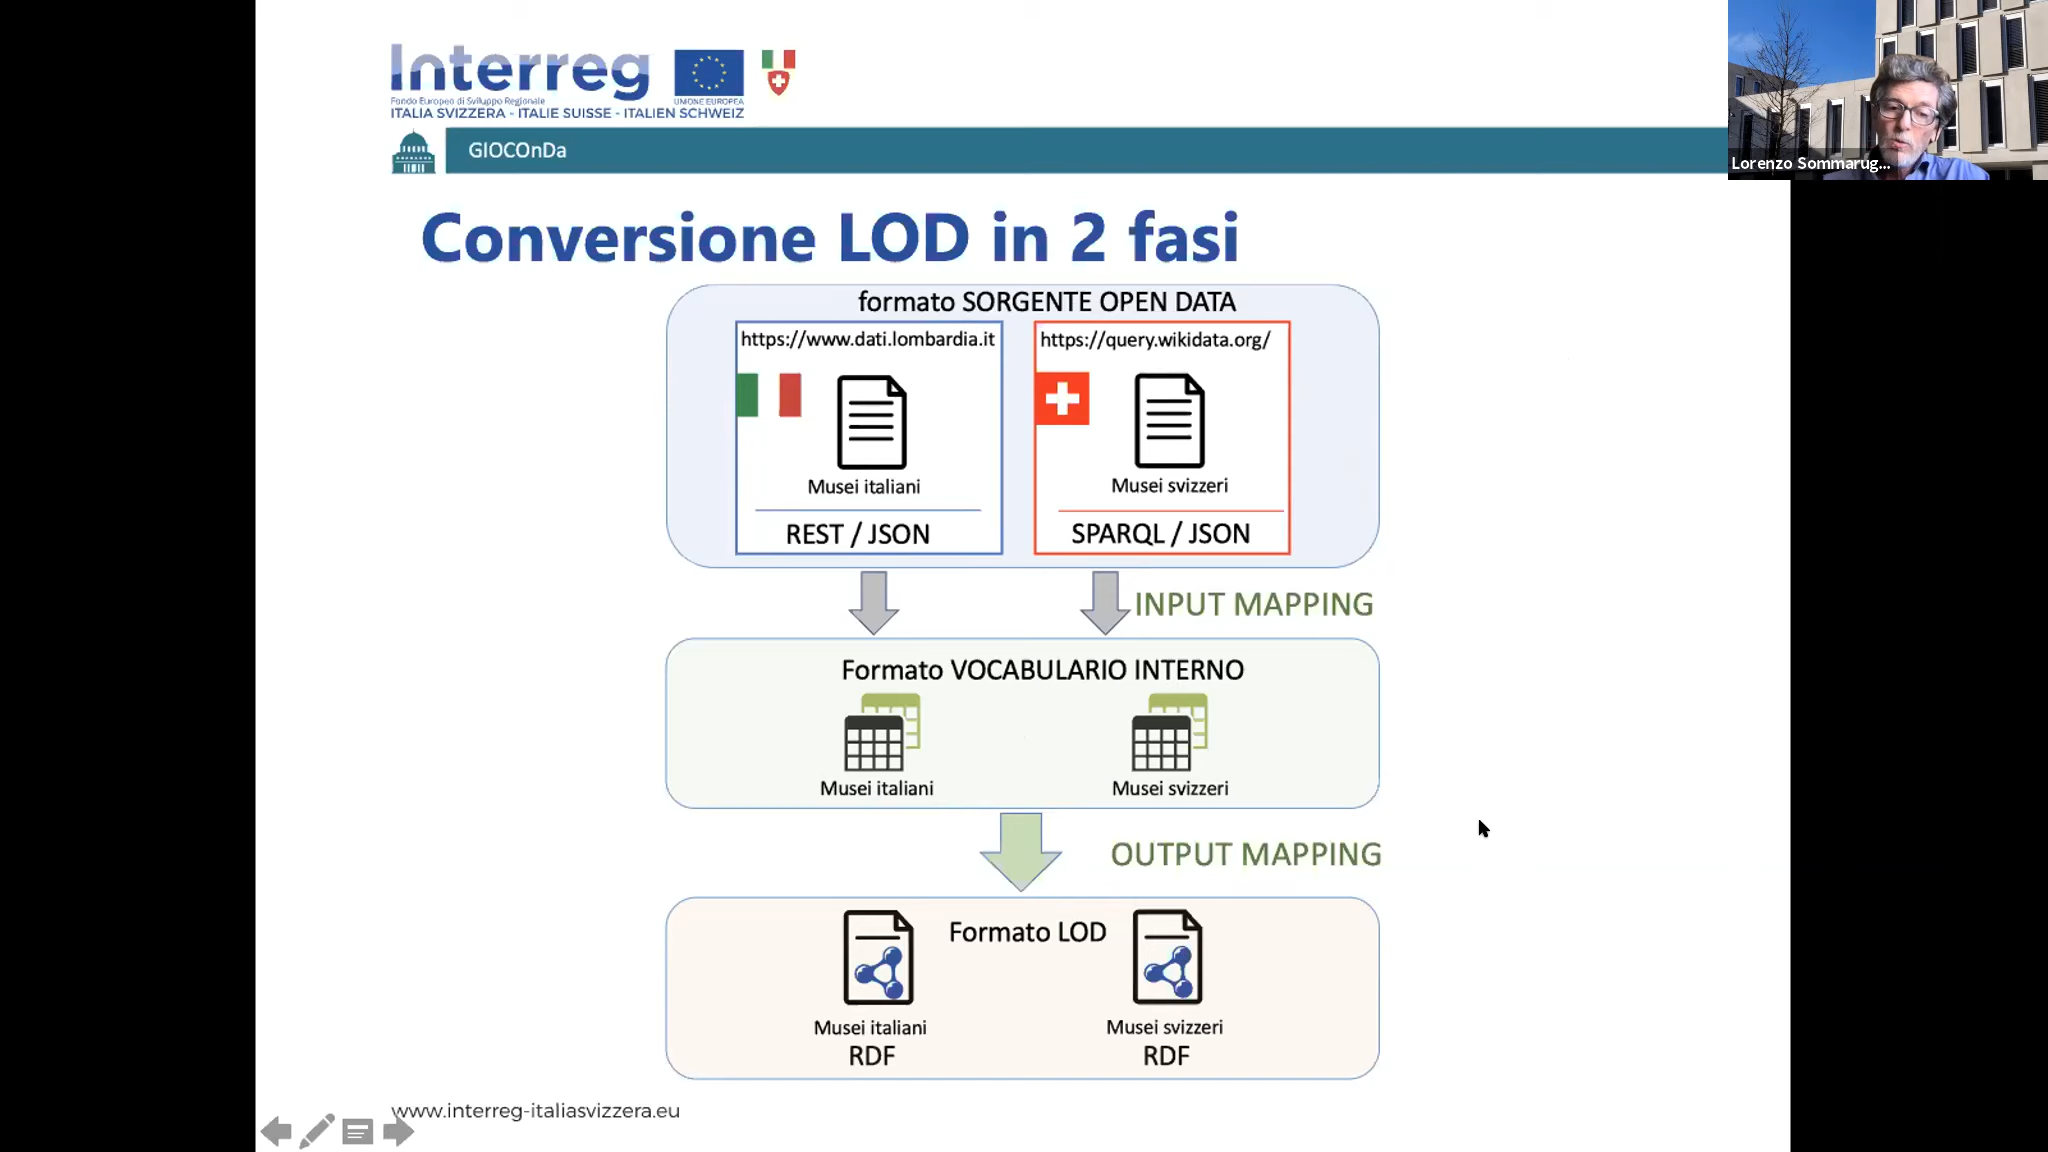 Interreg
Fondo Europeo di Sviluppo Regionale
UNIONE EUROPEA
ITALIA SVIZZERA - ITALIE SUISSE - ITALIEN SCHWEIZ
GIOCOnDa
Lorenzo Sommarug...
Conversione LOD in 2 fasi
formato SORGENTE OPEN DATA
https://www.dati.lombardia.it
https://query.wikidata.org/
Musei italiani
Musei svizzeri
REST / JSON
SPARQL / JSON
INPUT MAPPING
Formato VOCABULARIO INTERNO
Musei italiani
Musei svizzeri
OUTPUT MAPPING
Formato LOD
Musei italiani
RDF
Musei svizzeri
RDF
www.interreg-italiasvizzera.eu